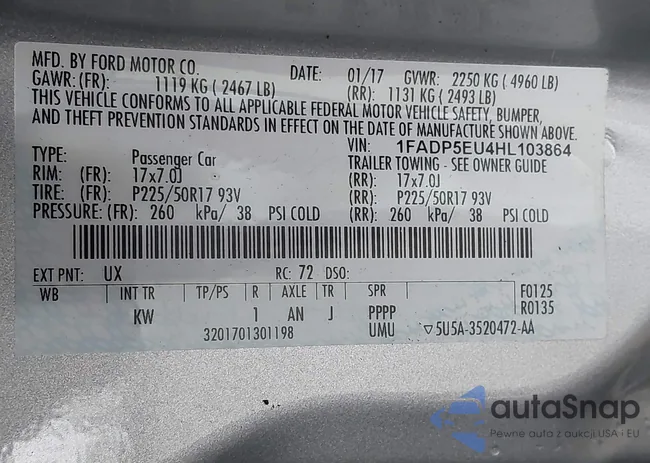 MFD. BY FORD MOTOR CO.
DATE: 01/17 GVWR: 2250 KG ( 4960 LB)
GAWR: (FR): 1119 KG ( 2467 LB) (RR): 1131 KG ( 2493 LB)
THIS VEHICLE CONFORMS TO ALL APPLICABLE FEDERAL MOTOR VEHICLE SAFETY, BUMPER,
AND THEFT PREVENTION STANDARDS IN EFFECT ON THE DATE OF MANUFACTURE SHOWN ABOVE.
VIN: 1FADP5EU4HL103864
TYPE: Passenger Car TRAILER TOWING - SEE OWNER GUIDE
RIM: (FR): 17x7.0J (RR): 17x7.0J
TIRE: (FR): P225/50R17 93V (RR): P225/50R17 93V
PRESSURE: (FR): 260 kPa/ 38 PSI COLD (RR): 260 kPa/ 38 PSI COLD
EXT PNT: UX RC: 72 DSO:
WB INT TR TP/PS R AXLE TR SPR F0125
KW 1 AN J PPPP R0135
3201701301198 UMU ▽5U5A-3520472-AA
autaSnap
Pewne auta z aukcji USA i EU